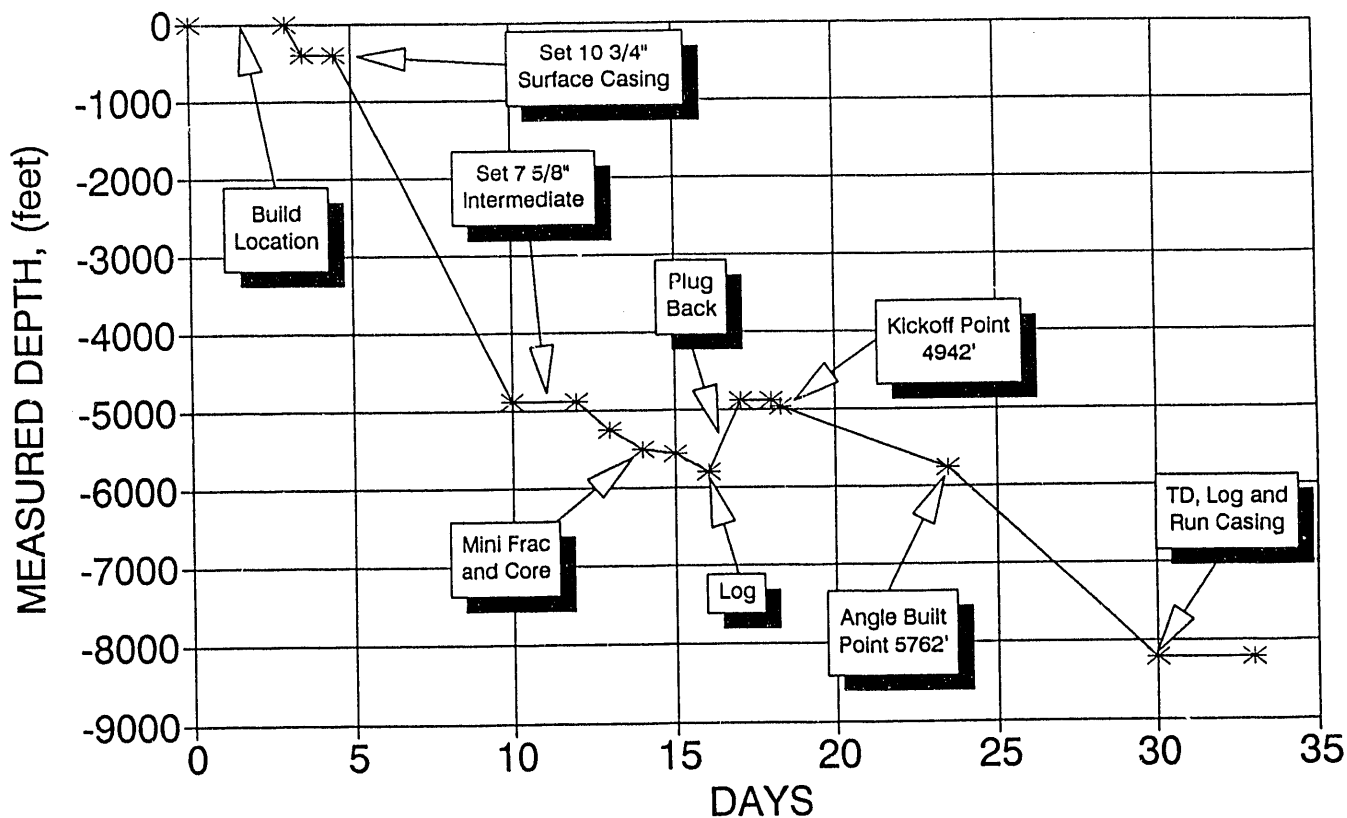 MEASURED DEPTH, (feet)
0
-1000
-2000
-3000
-4000
-5000
-6000
-7000
-8000
-9000
Set 10 3/4"
Surface Casing
Set 7 5/8"
Intermediate
Build
Location
Plug
Back
Kickoff Point
4942'
TD, Log and
Run Casing
Mini Frac
and Core
Log
Angle Built
Point 5762'
0 5 10 15 20 25 30 35
DAYS